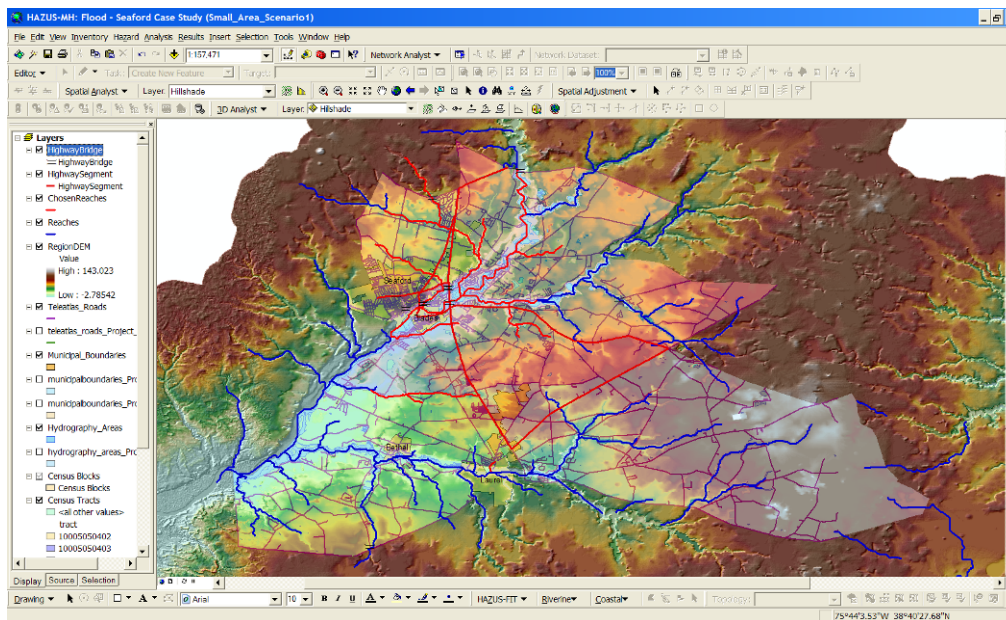 HAZUS-MH: Flood - Seaford Case Study (Small_Area_Scenario1)
File Edit View Inventory Hazard Analysis Results Insert Selection Tools Window Help
1:157,471 Network Analyst Network Dataset:
Editor Task: Create New Feature Target: 100%
Spatial Analyst Layer: Hillshade Spatial Adjustment
3D Analyst Layer: Hillshade
Layers
HighwayBridge
HighwayBridge
HighwaySegment
HighwaySegment
ChosenReaches
Reaches
RegionDEM
Value
High : 143.023
Low : -2.78542
Teleatlas_Roads
teleatlas_roads_Project_
Municipal_Boundaries
municipalboundaries_Pro
municipalboundaries_Pro
Hydrography_Areas
hydrography_areas_Pro
Census Blocks
Census Blocks
Census Tracts
<all other values>
tract
10005050402
10005050403
Seaford
Bethel
Laurel
Display Source Selection
Drawing A Arial 10 B I U A HAZUS-FIT Riverine Coastal Topology:
75°44'3.53"W 38°40'27.68"N